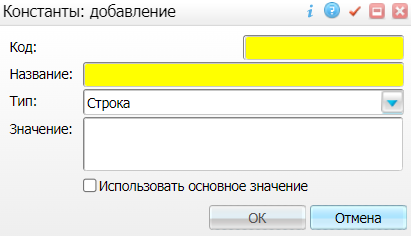 Константы: добавление
Код:
Название:
Тип: Строка
Значение:
Использовать основное значение
ОК Отмена